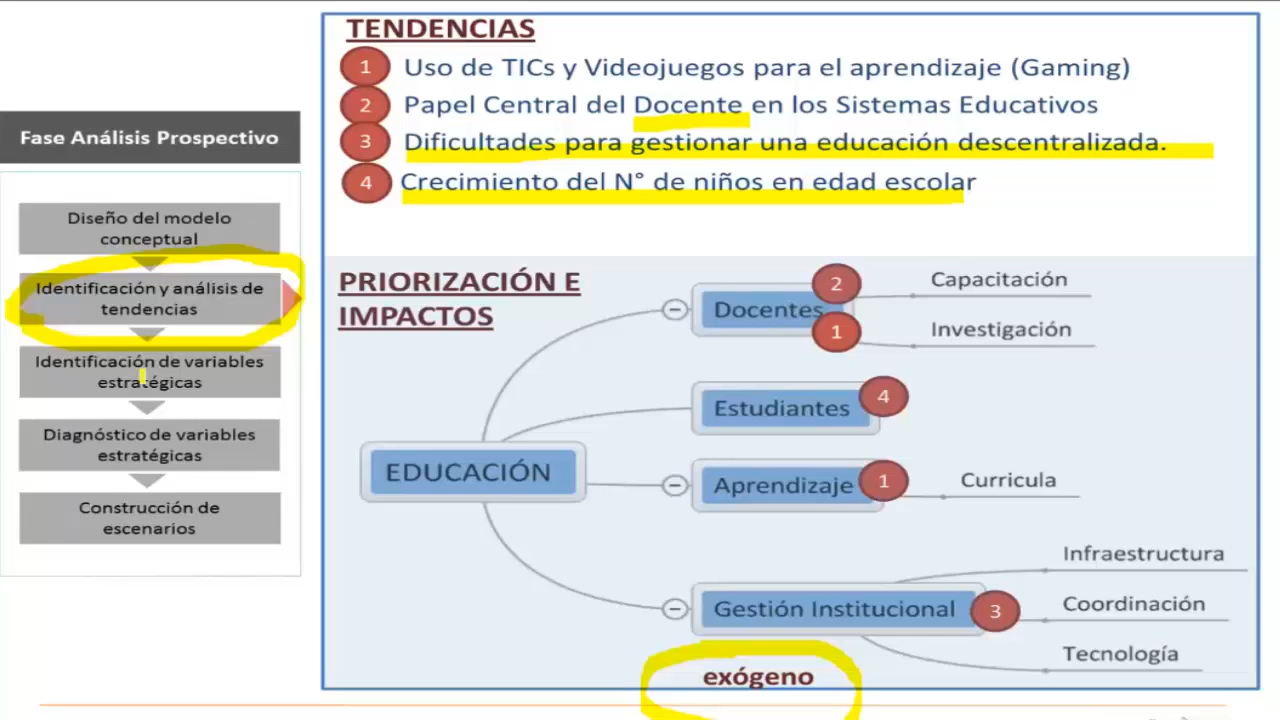 Fase Análisis Prospectivo
Diseño del modelo
conceptual
Identificación y análisis de
tendencias
Identificación de variables
estratégicas
Diagnóstico de variables
estratégicas
Construcción de
escenarios
TENDENCIAS
1 Uso de TICs y Videojuegos para el aprendizaje (Gaming)
2 Papel Central del Docente en los Sistemas Educativos
3 Dificultades para gestionar una educación descentralizada.
4 Crecimiento del N° de niños en edad escolar
PRIORIZACIÓN E
IMPACTOS
EDUCACIÓN
Docentes
2
1
Capacitación
Investigación
Estudiantes 4
Aprendizaje 1
Curricula
Gestión Institucional 3
Infraestructura
Coordinación
Tecnología
exógeno